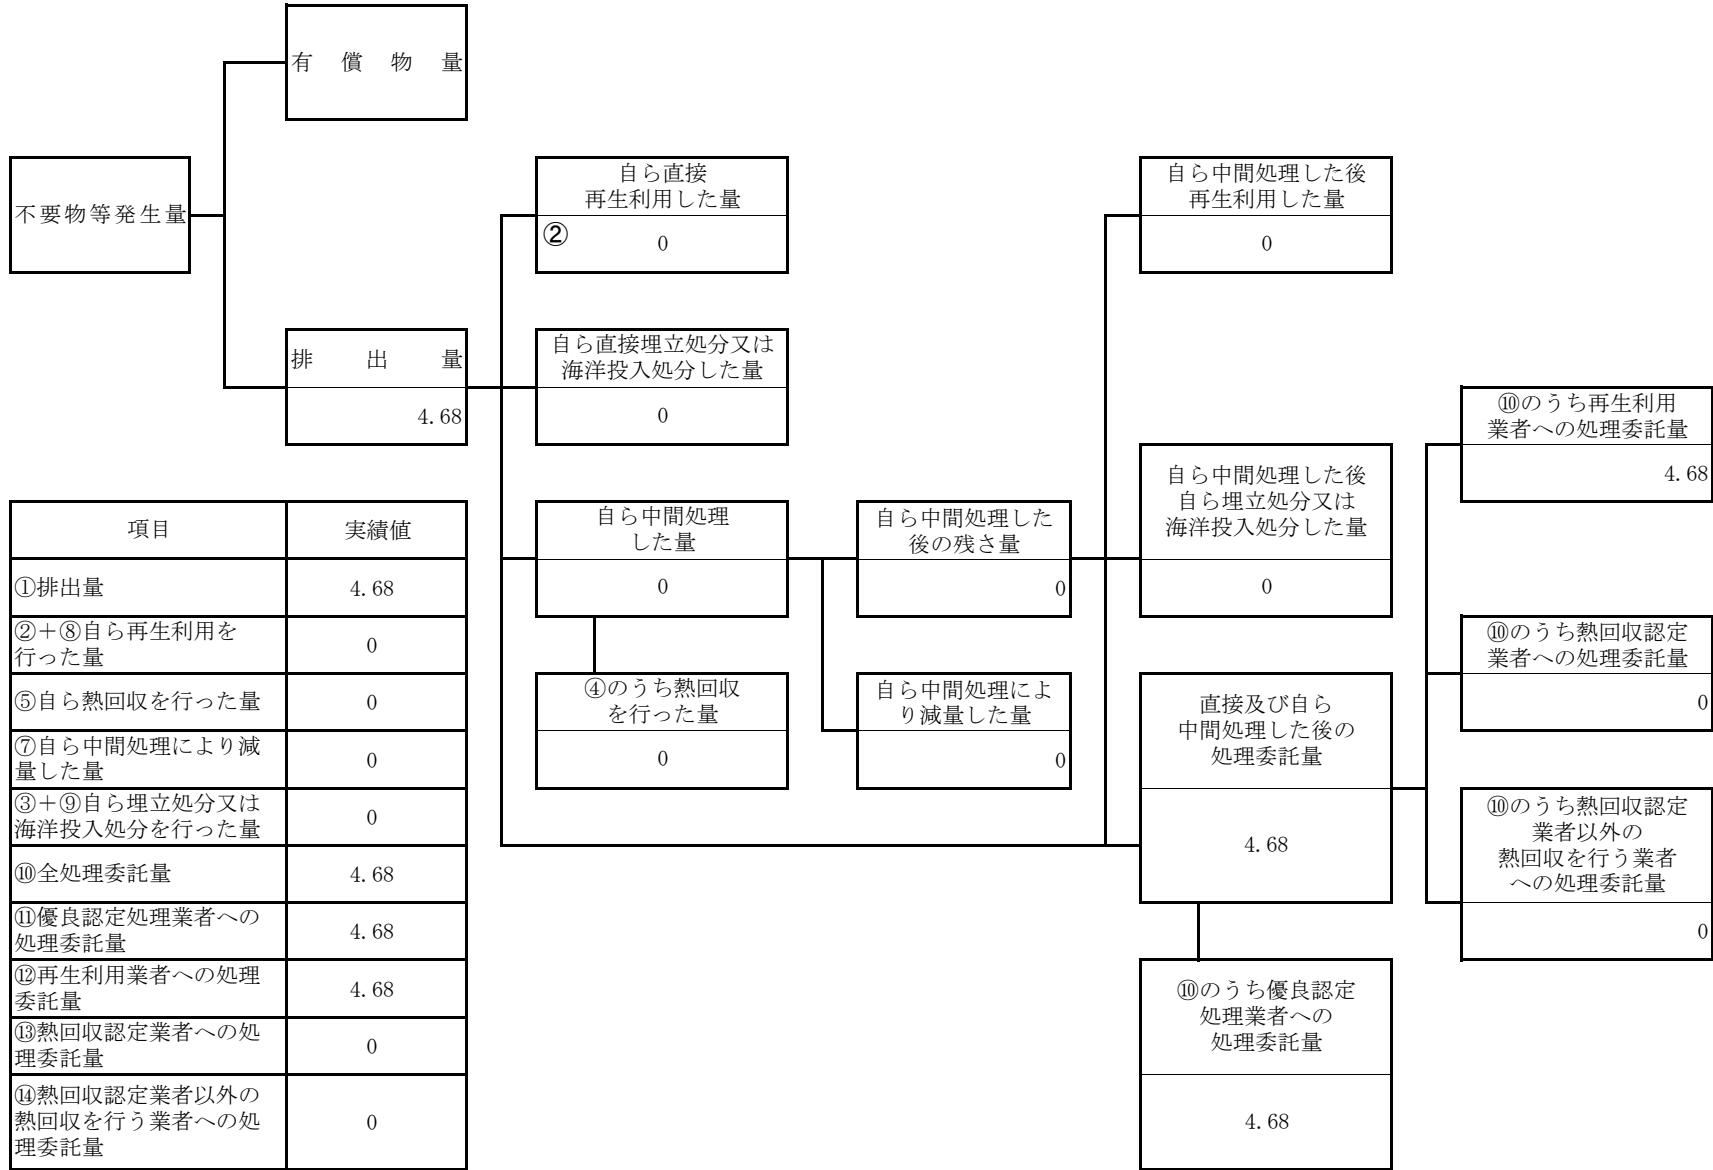 有償物量
不要物等発生量
自ら直接
再生利用した量
②
0
自ら中間処理した後
再生利用した量
0
排出量
4.68
自ら直接埋立処分又は
海洋投入処分した量
0
⑩のうち再生利用
業者への処理委託量
4.68
自ら中間処理
した量
0
自ら中間処理した
後の残さ量
0
自ら中間処理した後
自ら埋立処分又は
海洋投入処分した量
0
⑩のうち熱回収認定
業者への処理委託量
0
④のうち熱回収
を行った量
0
自ら中間処理によ
り減量した量
0
直接及び自ら
中間処理した後の
処理委託量
4.68
⑩のうち熱回収認定
業者以外の
熱回収を行う業者
への処理委託量
0
⑩のうち優良認定
処理業者への
処理委託量
4.68
項目 実績値
①排出量 4.68
②+⑧自ら再生利用を
行った量 0
⑤自ら熱回収を行った量 0
⑦自ら中間処理により減
量した量 0
③+⑨自ら埋立処分又は
海洋投入処分を行った量 0
⑩全処理委託量 4.68
⑪優良認定処理業者への
処理委託量 4.68
⑫再生利用業者への処理
委託量 4.68
⑬熱回収認定業者への処
理委託量 0
⑭熱回収認定業者以外の
熱回収を行う業者への処
理委託量 0